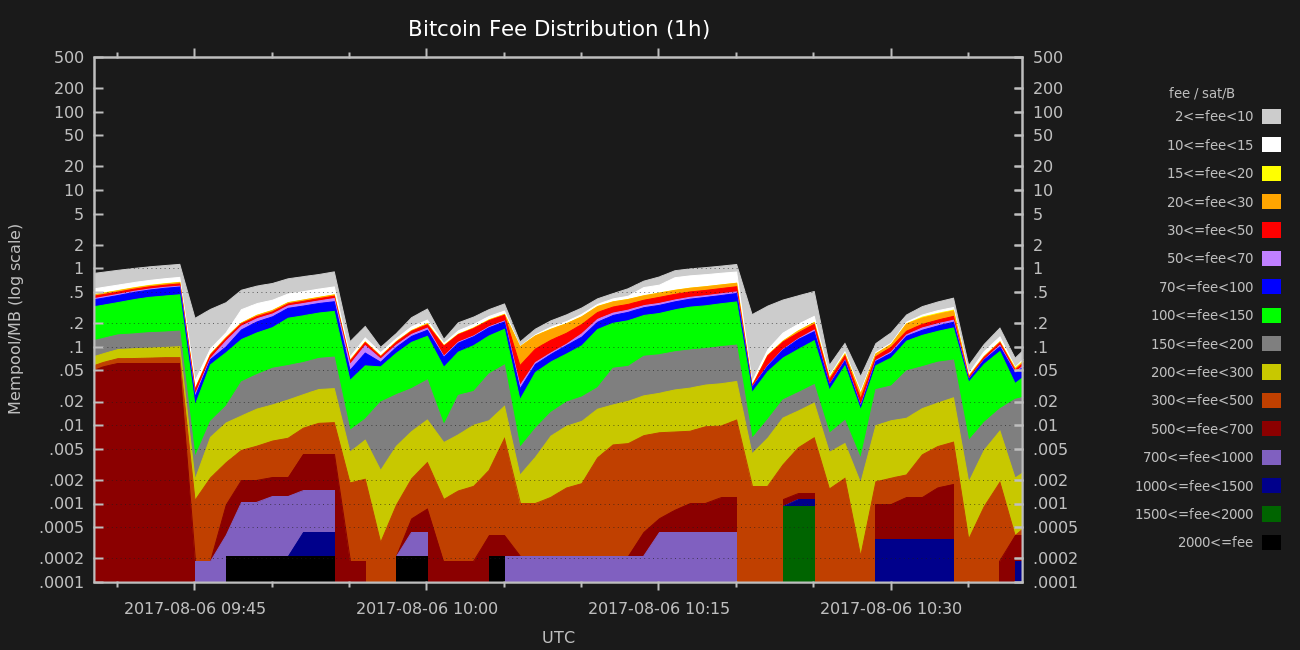 Bitcoin Fee Distribution (1h)
500 500
200 200
100 100
50 50
20 20
10 10
5 5
2 2
1 1
.5 .5
.2 .2
.1 .1
.05 .05
.02 .02
.01 .01
.005 .005
.002 .002
.001 .001
.0005 .0005
.0002 .0002
.0001 .0001
Mempool/MB (log scale)
2017-08-06 09:45 2017-08-06 10:00 2017-08-06 10:15 2017-08-06 10:30
UTC
fee / sat/B
2<=fee<10
10<=fee<15
15<=fee<20
20<=fee<30
30<=fee<50
50<=fee<70
70<=fee<100
100<=fee<150
150<=fee<200
200<=fee<300
300<=fee<500
500<=fee<700
700<=fee<1000
1000<=fee<1500
1500<=fee<2000
2000<=fee